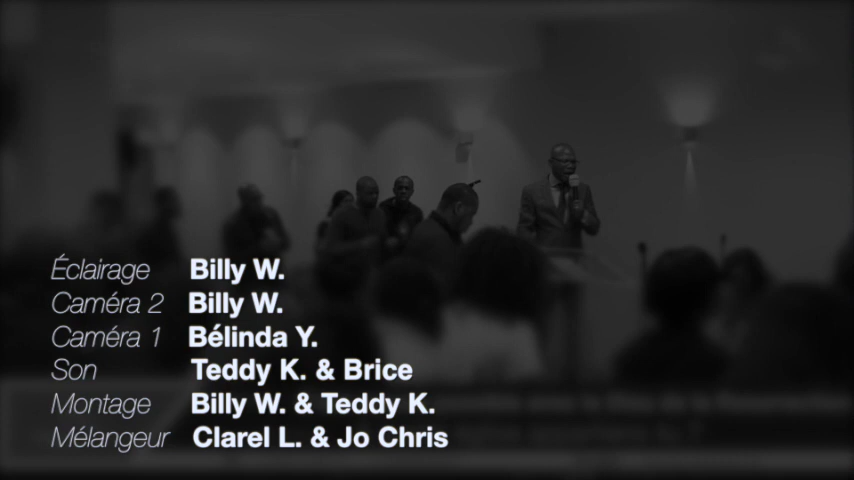 Éclairage Billy W.
Caméra 2 Billy W.
Caméra 1 Bélinda Y.
Son Teddy K. & Brice
Montage Billy W. & Teddy K.
Mélangeur Clarel L. & Jo Chris